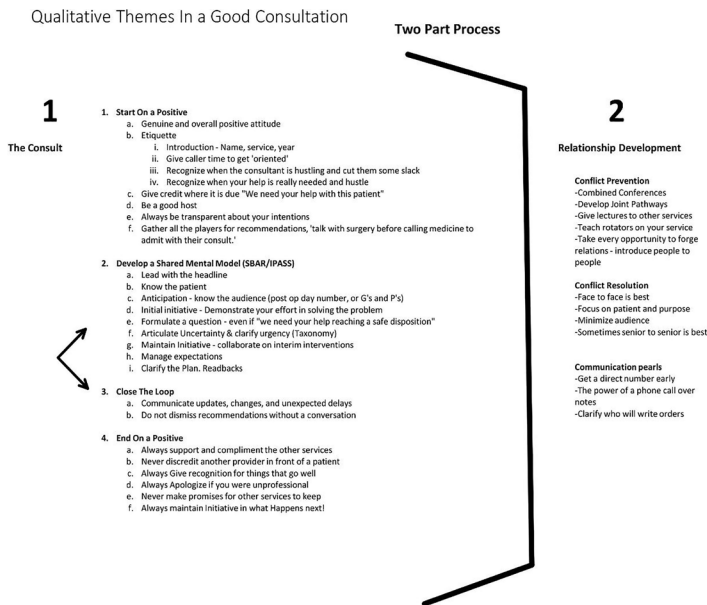 Qualitative Themes In a Good Consultation
Two Part Process
1
The Consult
1. Start On a Positive
a. Genuine and overall positive attitude
b. Etiquette
i. Introduction - Name, service, year
ii. Give caller time to get 'oriented'
iii. Recognize when the consultant is hustling and cut them some slack
iv. Recognize when your help is really needed and hustle
c. Give credit where it is due "We need your help with this patient"
d. Be a good host
e. Always be transparent about your intentions
f. Gather all the players for recommendations, 'talk with surgery before calling medicine to
admit with their consult.'
2. Develop a Shared Mental Model (SBAR/IPASS)
a. Lead with the headline
b. Know the patient
c. Anticipation - know the audience (post op day number, or G's and P's)
d. Initial initiative - Demonstrate your effort in solving the problem
e. Formulate a question - even if "we need your help reaching a safe disposition"
f. Articulate Uncertainty & clarify urgency (Taxonomy)
g. Maintain Initiative - collaborate on interim interventions
h. Manage expectations
i. Clarify the Plan. Readbacks
3. Close The Loop
a. Communicate updates, changes, and unexpected delays
b. Do not dismiss recommendations without a conversation
4. End On a Positive
a. Always support and compliment the other services
b. Never discredit another provider in front of a patient
c. Always Give recognition for things that go well
d. Always Apologize if you were unprofessional
e. Never make promises for other services to keep
f. Always maintain Initiative in what Happens next!
2
Relationship Development
Conflict Prevention
-Combined Conferences
-Develop Joint Pathways
-Give lectures to other services
-Teach rotators on your service
-Take every opportunity to forge
relations - introduce people to
people
Conflict Resolution
-Face to face is best
-Focus on patient and purpose
-Minimize audience
-Sometimes senior to senior is best
Communication pearls
-Get a direct number early
-The power of a phone call over
notes
-Clarify who will write orders